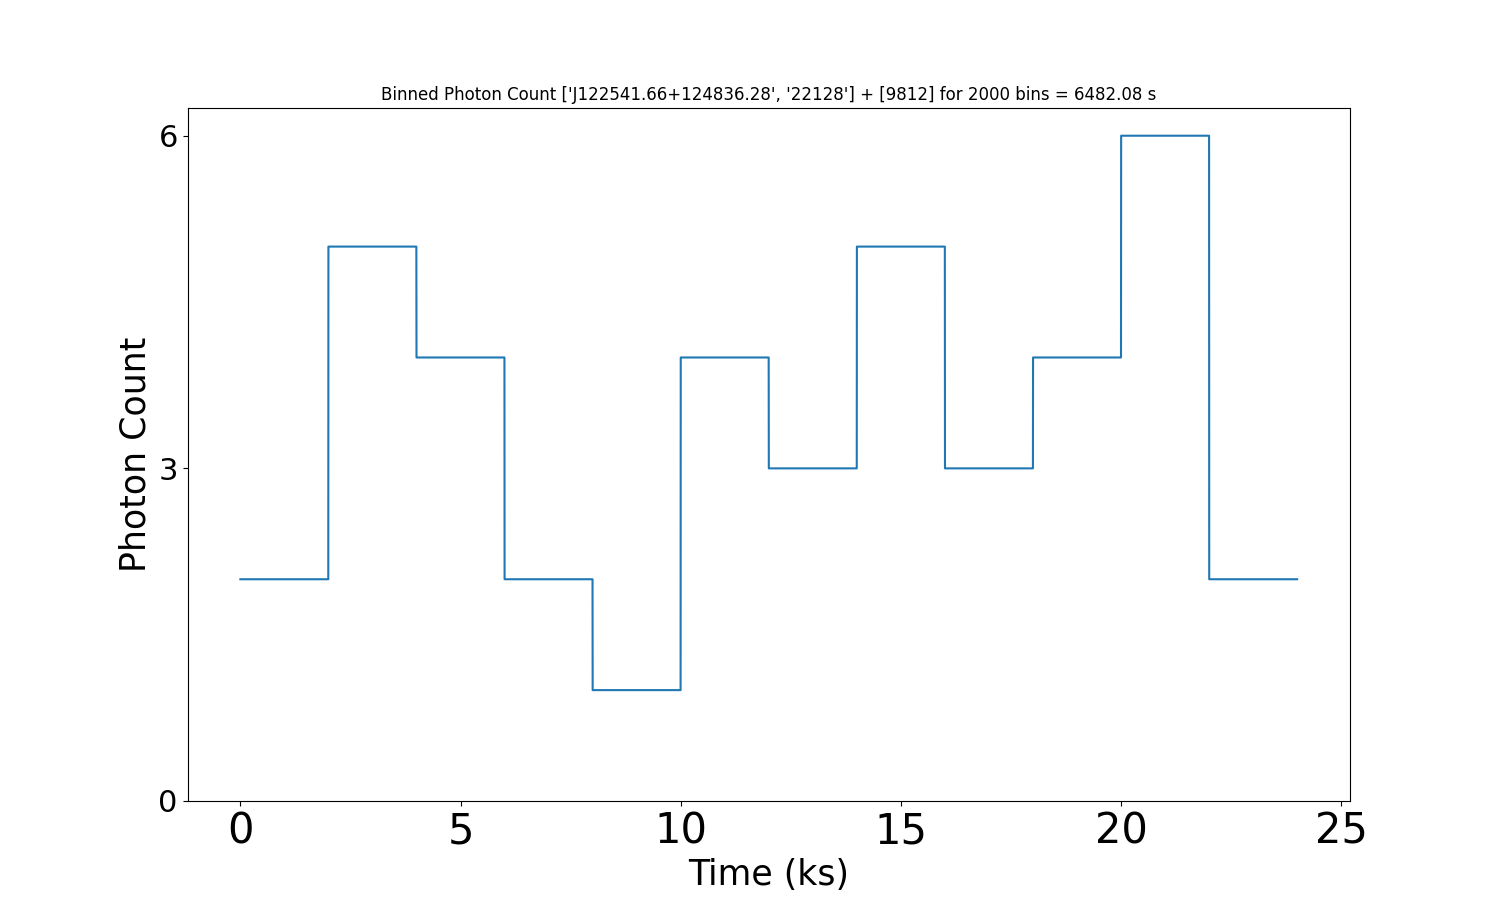 Binned Photon Count ['J122541.66+124836.28', '22128'] + [9812] for 2000 bins = 6482.08 s
6
3
0
Photon Count
0 5 10 15 20 25
Time (ks)